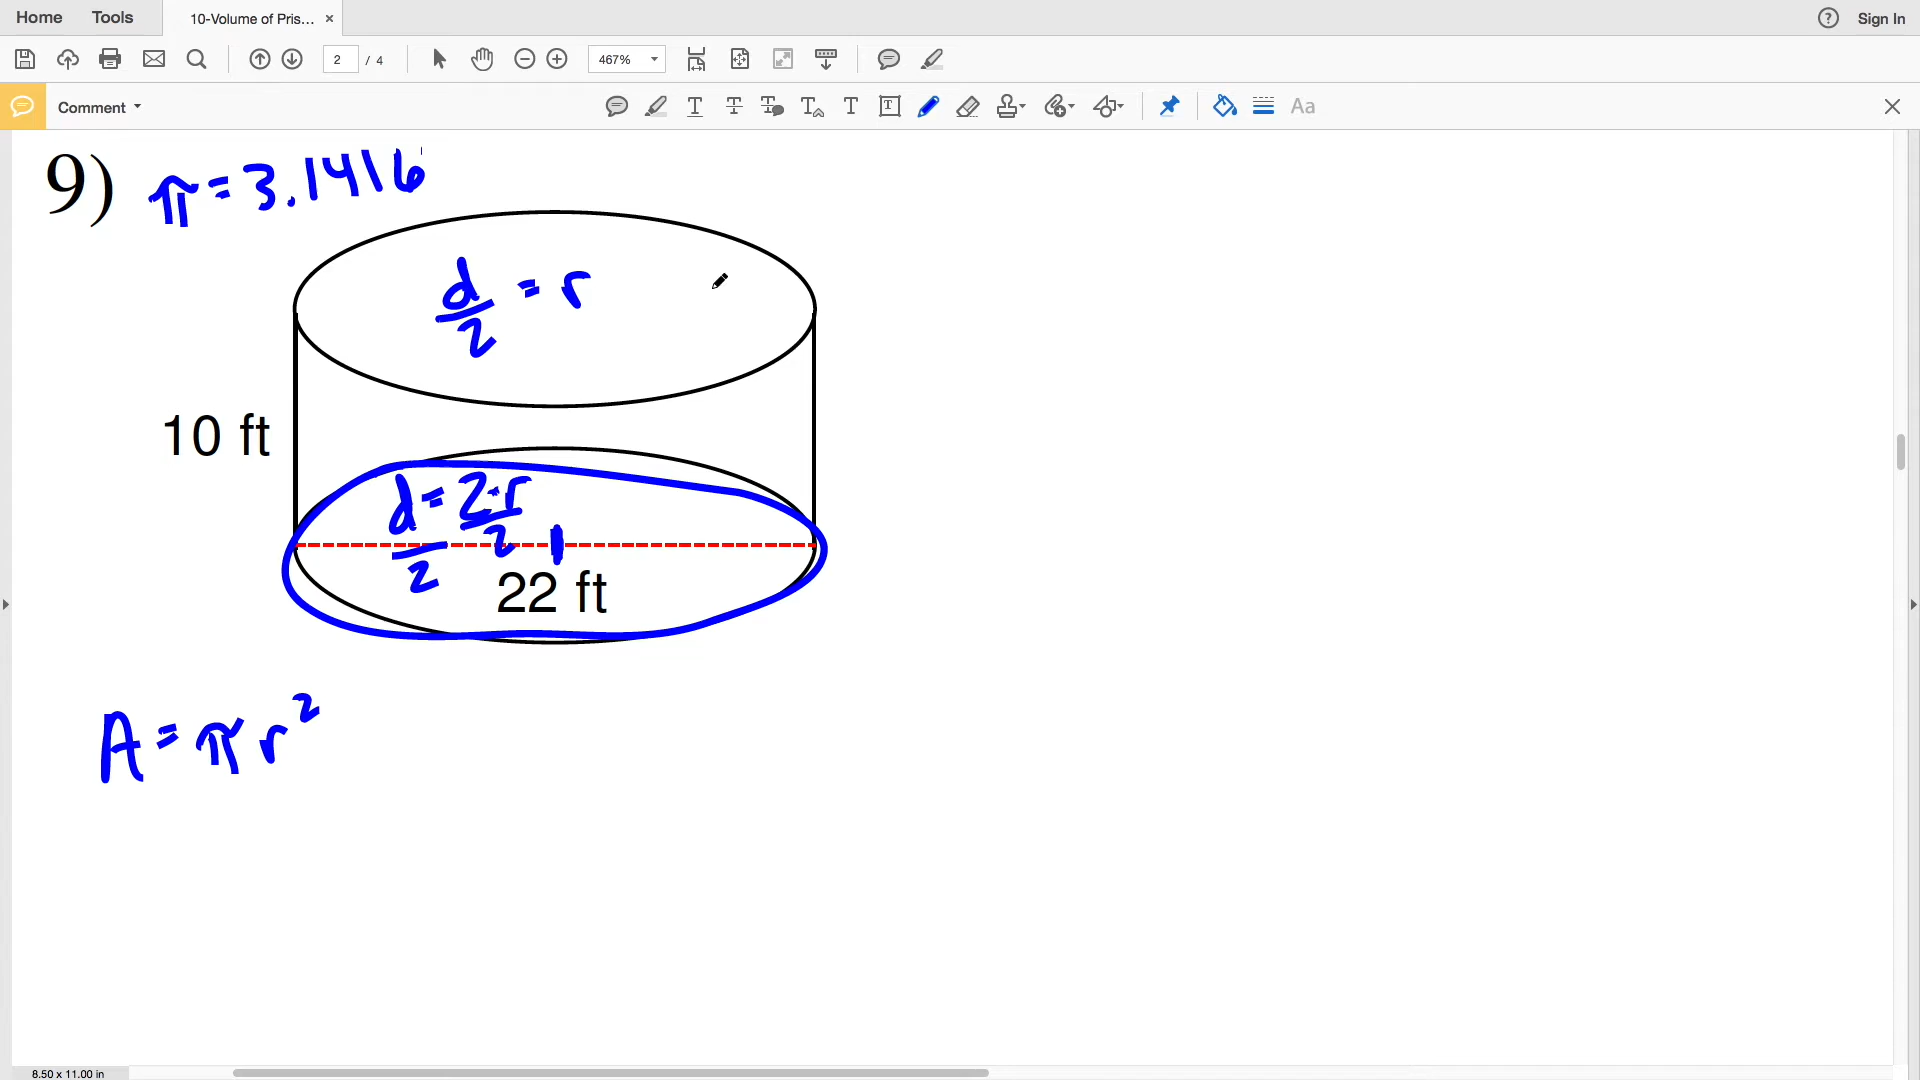 Home Tools 10-Volume of Pris... × ? Sign In
2 / 4 467%
Comment T T T T T T Aa
9) π = 3.1416
d/2 = r
10 ft
d/2 = 2·r/2
22 ft
A = πr²
8.50 x 11.00 in